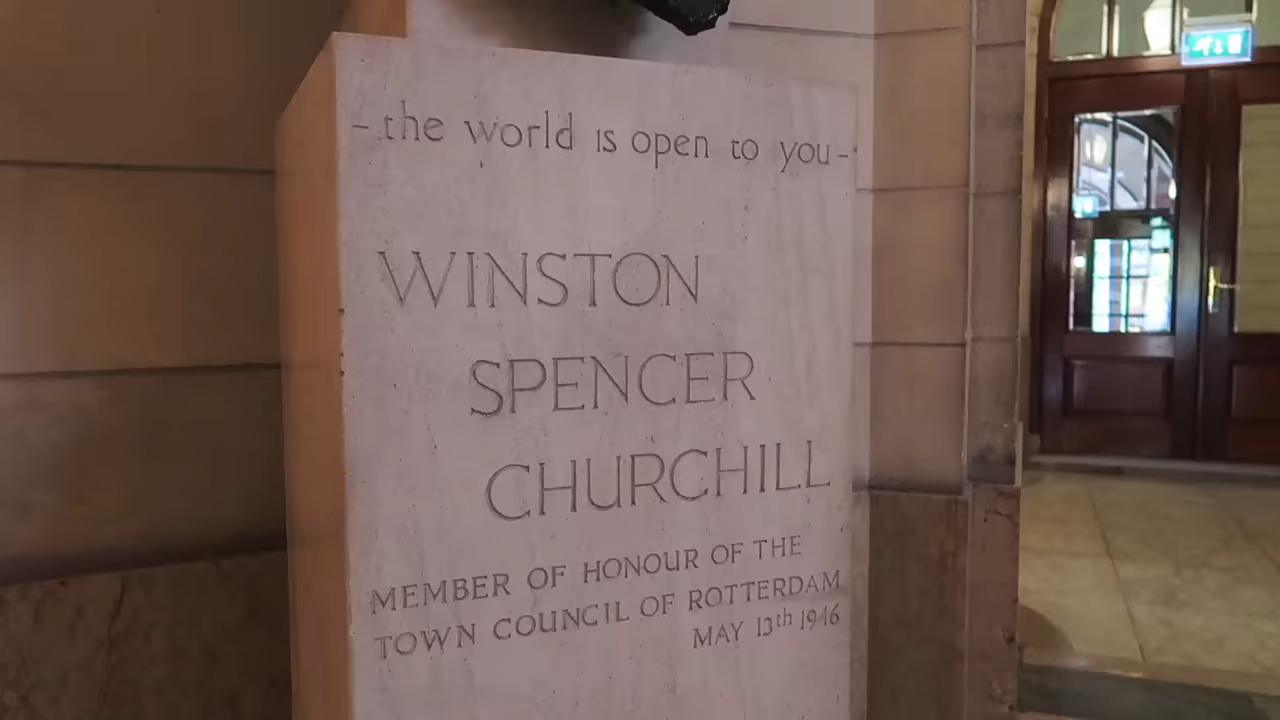 - the world is open to you -
WINSTON
SPENCER
CHURCHILL
MEMBER OF HONOUR OF THE
TOWN COUNCIL OF ROTTERDAM
MAY 13th 1946